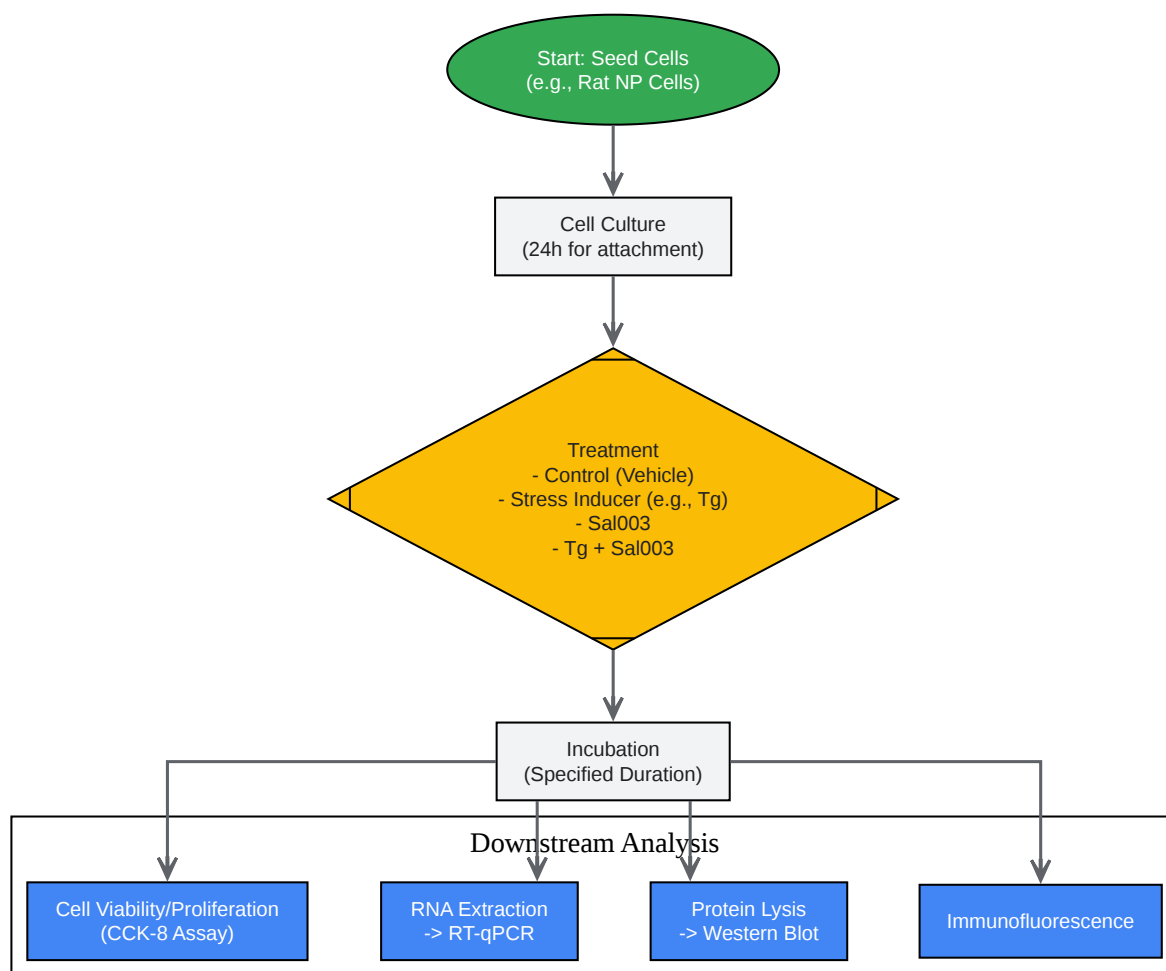 Start: Seed Cells
(e.g., Rat NP Cells)
Cell Culture
(24h for attachment)
Treatment
- Control (Vehicle)
- Stress Inducer (e.g., Tg)
- Sal003
- Tg + Sal003
Incubation
(Specified Duration)
Downstream Analysis
Cell Viability/Proliferation
(CCK-8 Assay)
RNA Extraction
-> RT-qPCR
Protein Lysis
-> Western Blot
Immunofluorescence